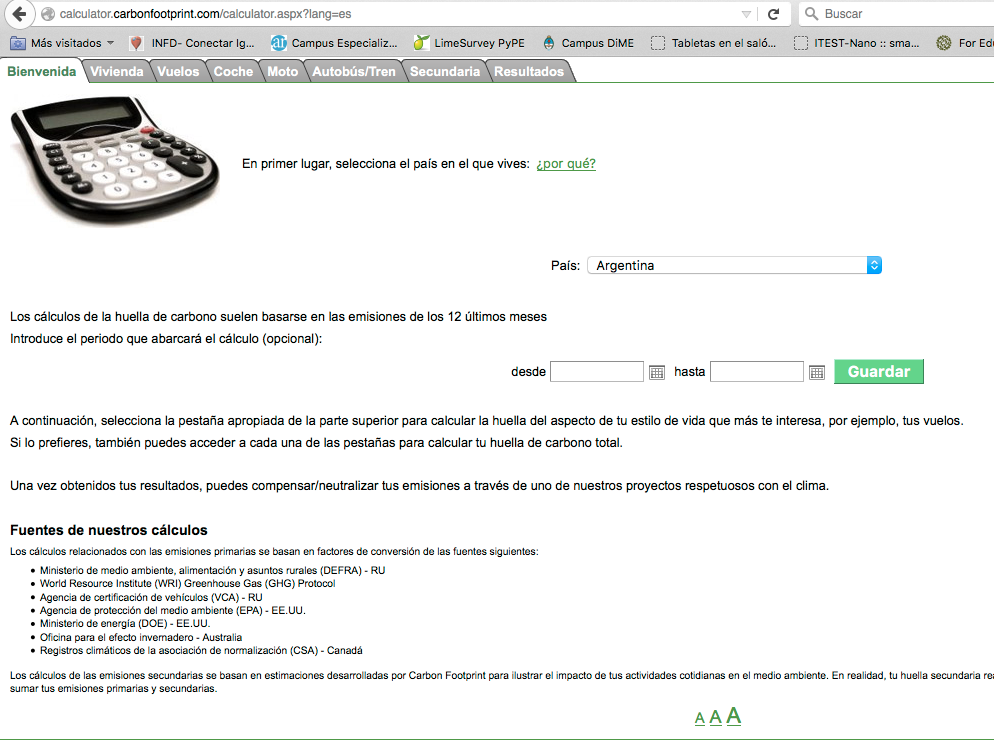 calculator.carbonfootprint.com/calculator.aspx?lang=es
Buscar
Más visitados
INFD- Conectar Ig...
Campus Especializ...
LimeSurvey PyPE
Campus DiME
Tabletas en el saló...
ITEST-Nano :: sma...
For Edu
Bienvenida
Vivienda
Vuelos
Coche
Moto
Autobús/Tren
Secundaria
Resultados
En primer lugar, selecciona el país en el que vives: ¿por qué?
País: Argentina
Los cálculos de la huella de carbono suelen basarse en las emisiones de los 12 últimos meses
Introduce el periodo que abarcará el cálculo (opcional):
desde
hasta
Guardar
A continuación, selecciona la pestaña apropiada de la parte superior para calcular la huella del aspecto de tu estilo de vida que más te interesa, por ejemplo, tus vuelos.
Si lo prefieres, también puedes acceder a cada una de las pestañas para calcular tu huella de carbono total.
Una vez obtenidos tus resultados, puedes compensar/neutralizar tus emisiones a través de uno de nuestros proyectos respetuosos con el clima.
Fuentes de nuestros cálculos
Los cálculos relacionados con las emisiones primarias se basan en factores de conversión de las fuentes siguientes:
• Ministerio de medio ambiente, alimentación y asuntos rurales (DEFRA) - RU
• World Resource Institute (WRI) Greenhouse Gas (GHG) Protocol
• Agencia de certificación de vehículos (VCA) - RU
• Agencia de protección del medio ambiente (EPA) - EE.UU.
• Ministerio de energía (DOE) - EE.UU.
• Oficina para el efecto invernadero - Australia
• Registros climáticos de la asociación de normalización (CSA) - Canadá
Los cálculos de las emisiones secundarias se basan en estimaciones desarrolladas por Carbon Footprint para ilustrar el impacto de tus actividades cotidianas en el medio ambiente. En realidad, tu huella secundaria rea
sumar tus emisiones primarias y secundarias.
A A A